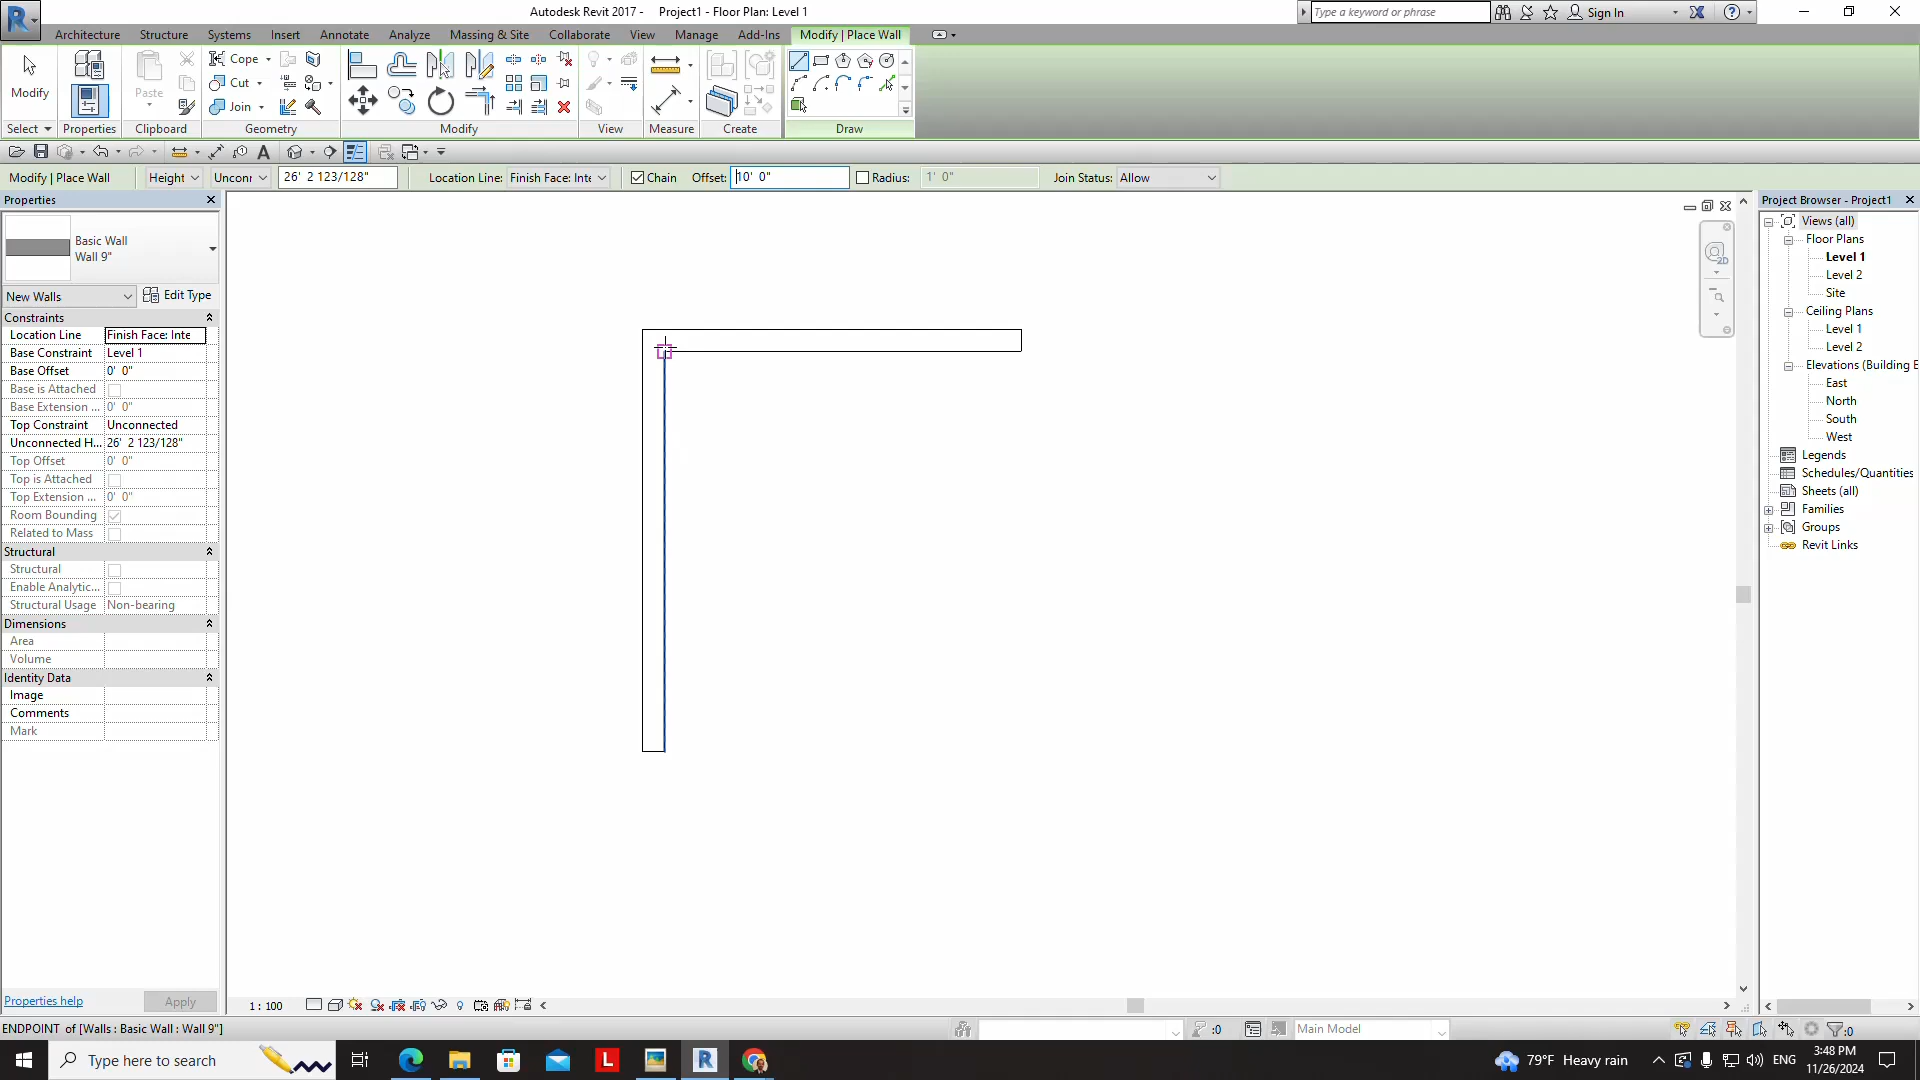 Autodesk Revit 2017 -     Project1 - Floor Plan: Level 1
Type a keyword or phrase
Sign In
Architecture Structure Systems Insert Annotate Analyze Massing & Site Collaborate View Manage Add-Ins Modify | Place Wall
Modify
Paste
Cope
Cut
Join
Select Properties Clipboard Geometry Modify View Measure Create Draw
Modify | Place Wall Height Unconr 26'  2 123/128" Location Line: Finish Face: Inte Chain Offset: 10'  0" Radius: 1'  0" Join Status: Allow
Properties
Basic Wall
Wall 9"
New Walls Edit Type
Constraints
Location Line Finish Face: Inte
Base Constraint Level 1
Base Offset 0'  0"
Base is Attached
Base Extension ... 0'  0"
Top Constraint Unconnected
Unconnected H... 26'  2 123/128"
Top Offset 0'  0"
Top is Attached
Top Extension ... 0'  0"
Room Bounding
Related to Mass
Structural
Structural
Enable Analytic...
Structural Usage Non-bearing
Dimensions
Area
Volume
Identity Data
Image
Comments
Mark
Properties help Apply
2D
Project Browser - Project1
Views (all)
Floor Plans
Level 1
Level 2
Site
Ceiling Plans
Level 1
Level 2
Elevations (Building E
East
North
South
West
Legends
Schedules/Quantities
Sheets (all)
Families
Groups
Revit Links
1 : 100
ENDPOINT of [Walls : Basic Wall : Wall 9"] :0 Main Model :0
Type here to search
L
R
79°F Heavy rain
ENG
3:48 PM
11/26/2024